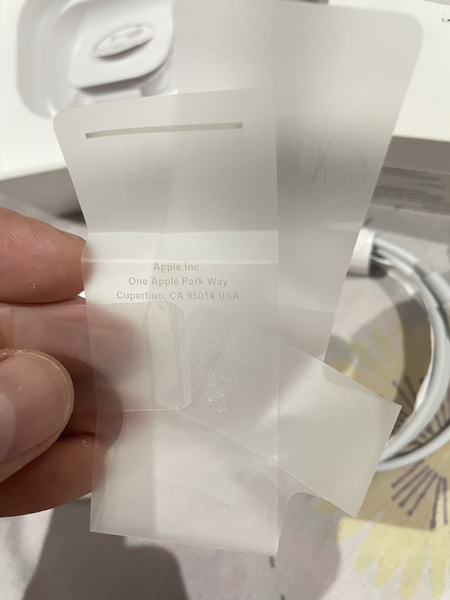 Apple Inc.
One Apple Park Way
Cupertino, CA 95014 USA